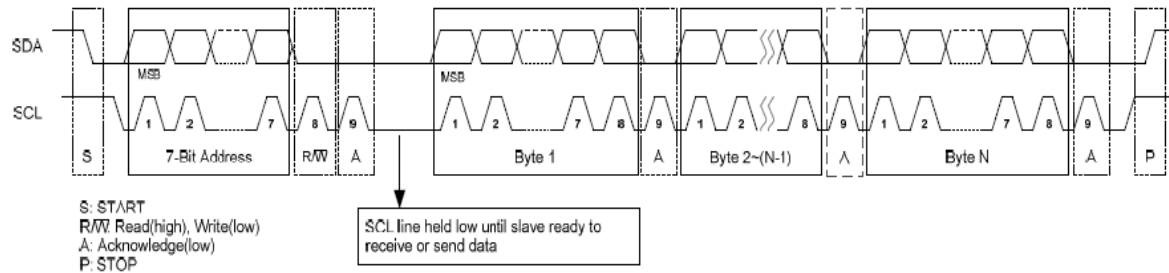 SDA
MSB MSB
SCL
1 2 7 8 9 1 2 7 8 9 1 2 8 9 1 2 7 8 9
S 7-Bit Address R/W A Byte 1 A Byte 2~(N-1) A Byte N A P
S: START
R/W: Read(high), Write(low)
A: Acknowledge(low)
P: STOP
SCL line held low until slave ready to
receive or send data